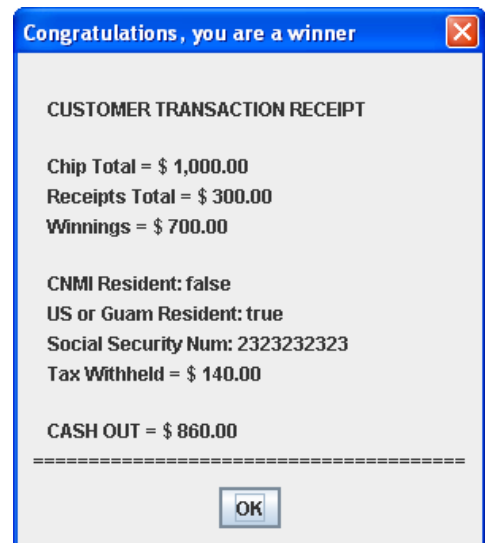 Congratulations, you are a winner
CUSTOMER TRANSACTION RECEIPT
Chip Total = $ 1,000.00
Receipts Total = $ 300.00
Winnings = $ 700.00
CNMI Resident: false
US or Guam Resident: true
Social Security Num: 2323232323
Tax Withheld = $ 140.00
CASH OUT = $ 860.00
=======================================
OK